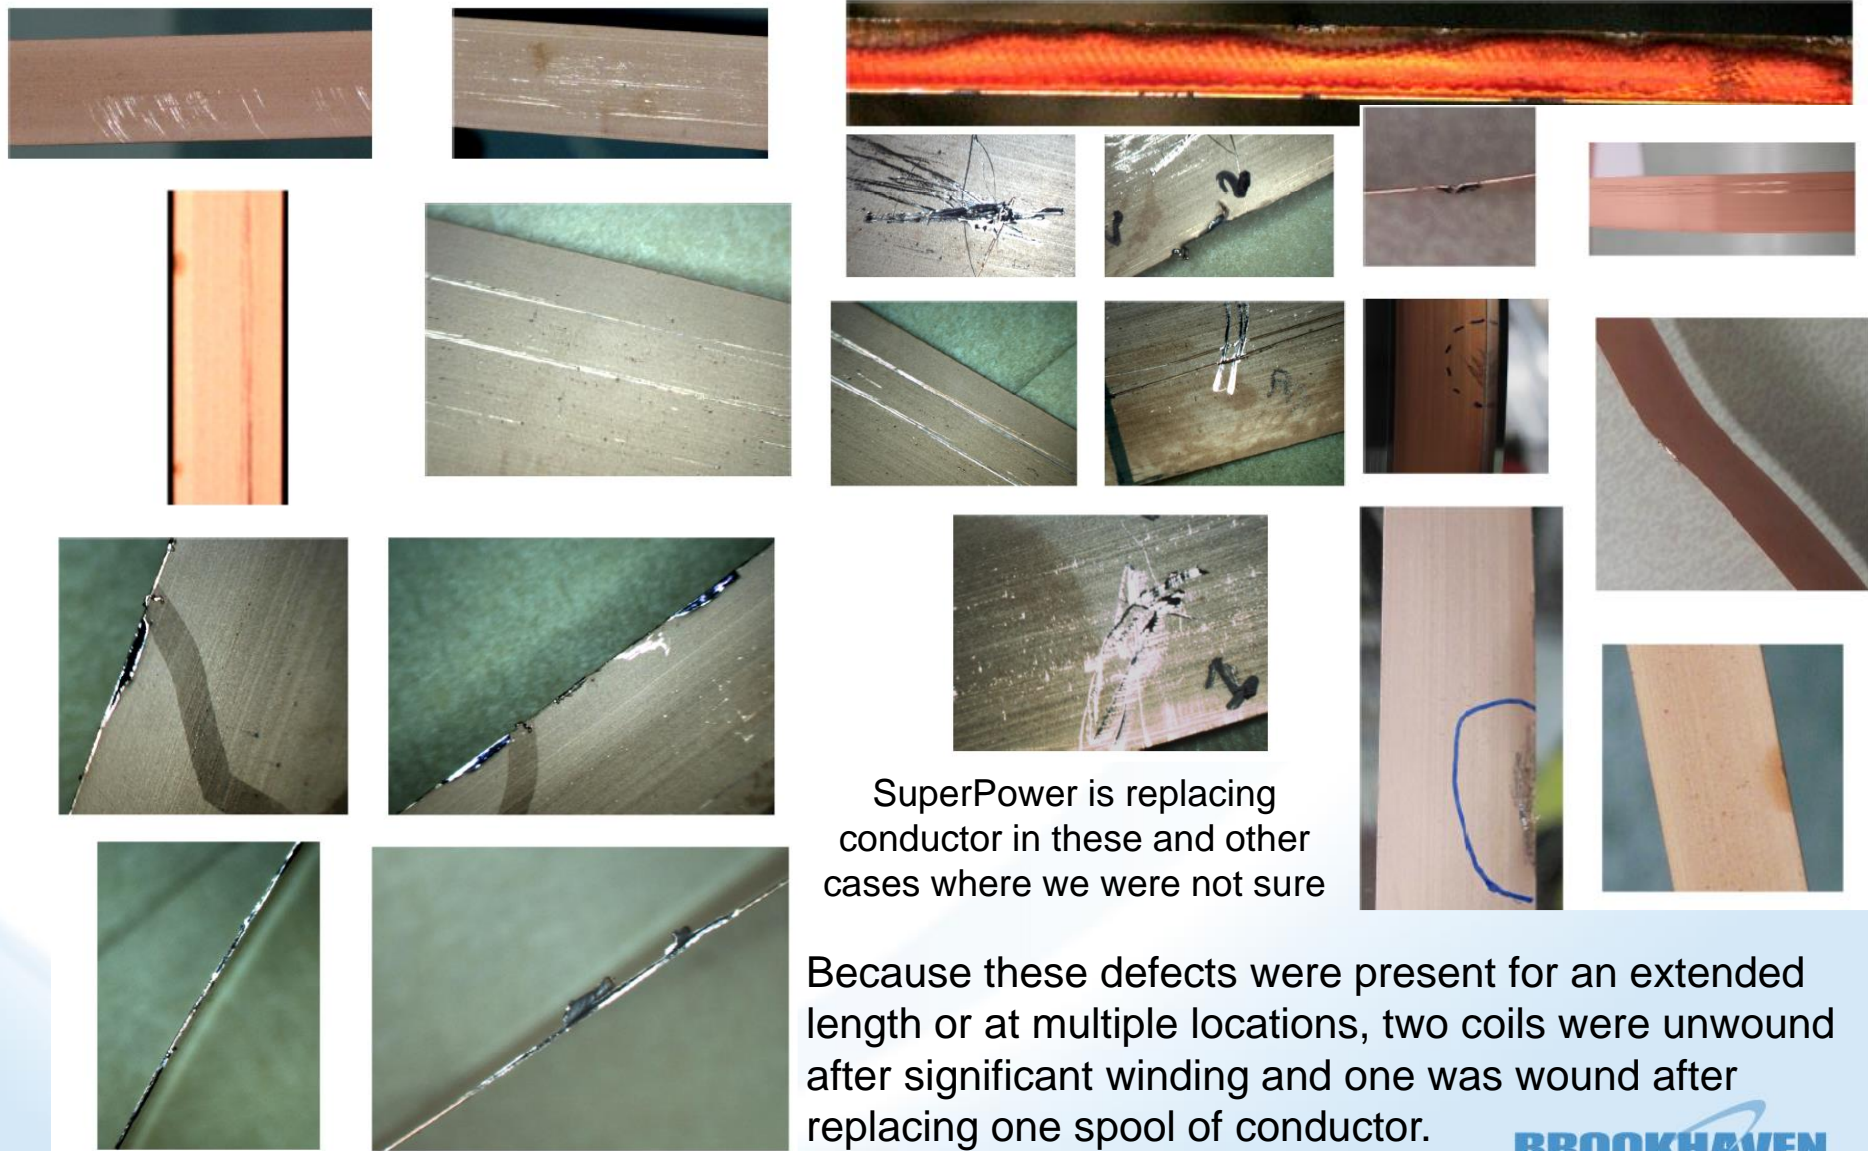 2
1
SuperPower is replacing
conductor in these and other
cases where we were not sure
Because these defects were present for an extended
length or at multiple locations, two coils were unwound
after significant winding and one was wound after
replacing one spool of conductor.
BROOKHAVEN